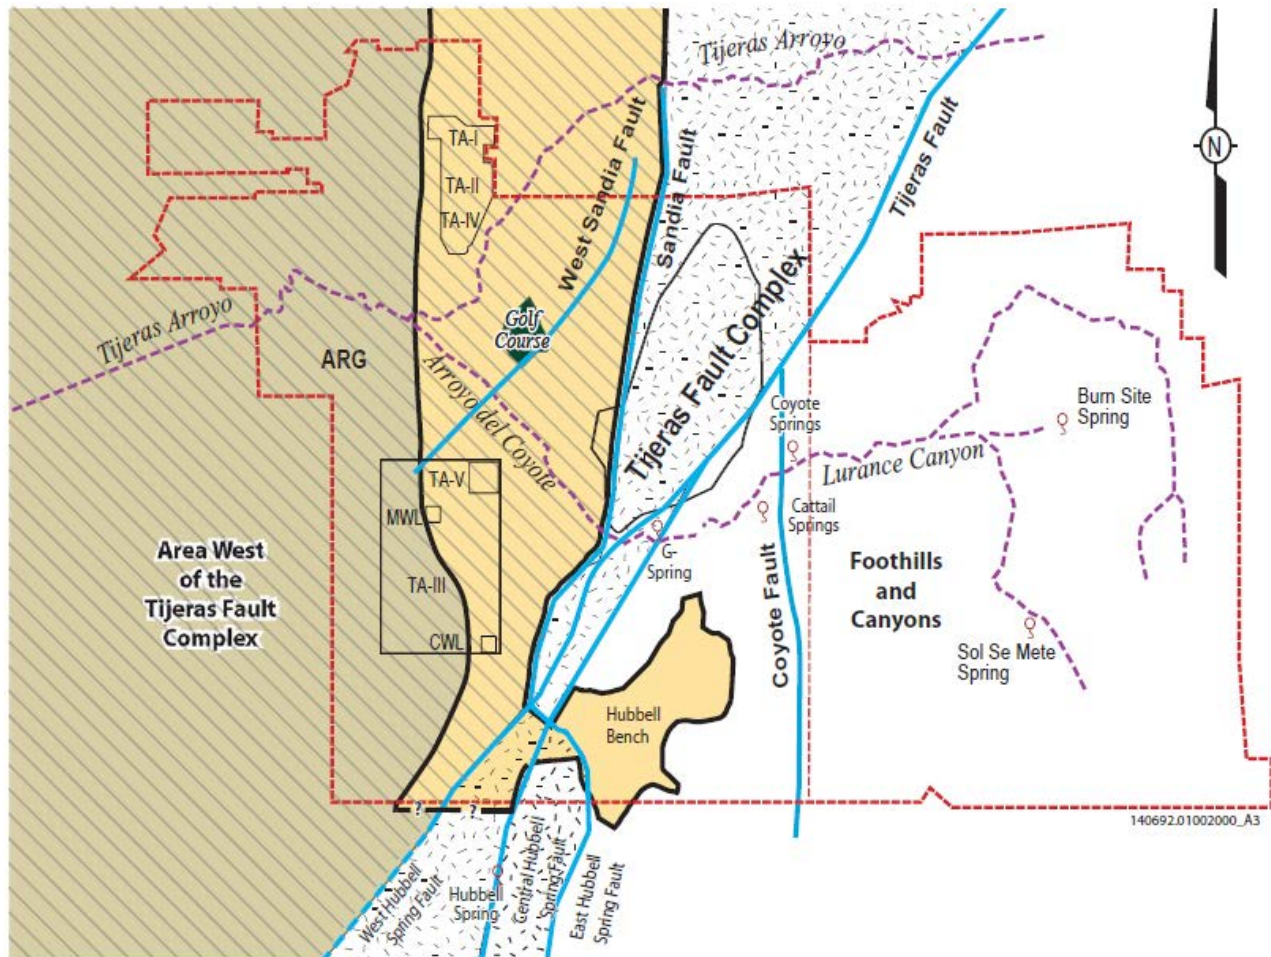 Tijeras Arroyo
N
TA-I
TA-II
TA-IV
West Sandia Fault
Sandia Fault
Tijeras Fault
Tijeras Fault Complex
Tijeras Arroyo
ARG
Golf
Course
Arroyo del Coyote
Coyote
Springs
Burn Site
Spring
Lurance Canyon
TA-V
MWL
Cattail
Springs
G-
Spring
Area West
of the
Tijeras Fault
Complex
TA-III
CWL
Coyote Fault
Foothills
and
Canyons
Sol Se Mete
Spring
Hubbell
Bench
?
?
140692.01002000_A3
West Hubbell
Spring Fault
Hubbell
Spring
Central Hubbell
Spring Fault
East Hubbell
Spring Fault